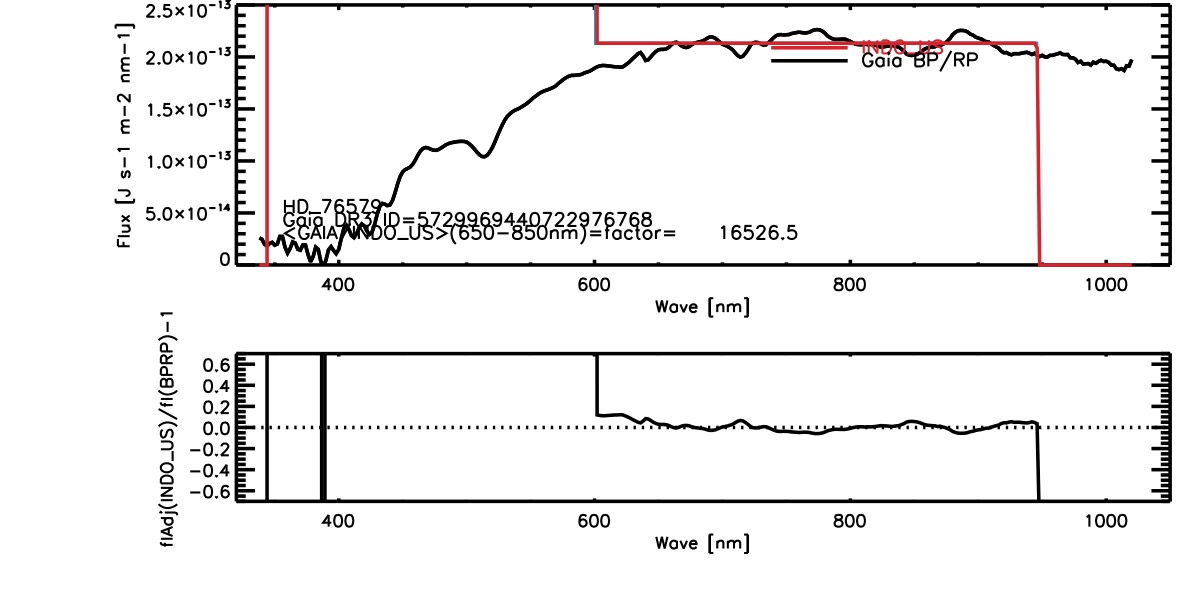 2.5×10⁻¹³
2.0×10⁻¹³
1.5×10⁻¹³
1.0×10⁻¹³
5.0×10⁻¹⁴
0
Flux [J s−1 m−2 nm−1]
INDO_US
Gaia BP/RP
HD_76579
Gaia DR3 ID=5729969440722976768
<GAIA/INDO_US>(650−850nm)=factor= 16526.5
400 600 800 1000
Wave [nm]
0.6
0.4
0.2
0.0
−0.2
−0.4
−0.6
flAdj(INDO_US)/fl(BPRP)−1
400 600 800 1000
Wave [nm]